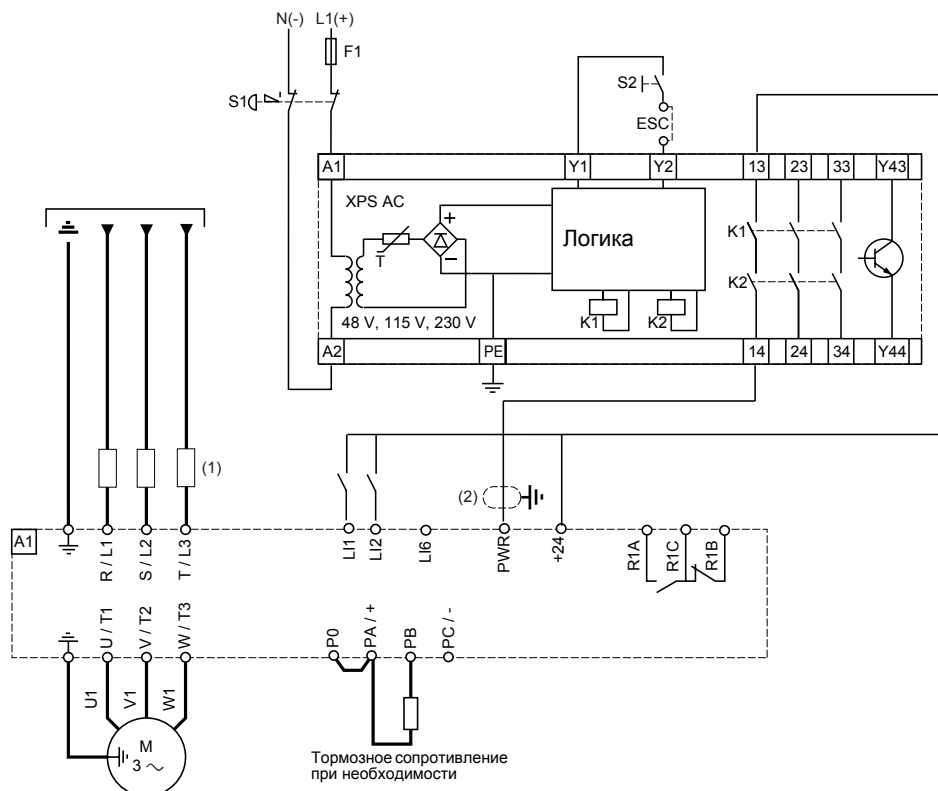 N(-) L1(+)
F1
S1
S2
ESC
A1 Y1 Y2 13 23 33 Y43
XPS AC
+
−
T
Логика
K1
K2
K1 K2
48 V, 115 V, 230 V
A2 PE 14 24 34 Y44
(1)
(2)
A1
R / L1 S / L2 T / L3 LI1 LI2 LI6 PWR +24 R1A R1C R1B
U / T1 V / T2 W / T3 P0 PA / + PB PC / -
U1 V1 W1
M
3 ~
Тормозное сопротивление
при необходимости